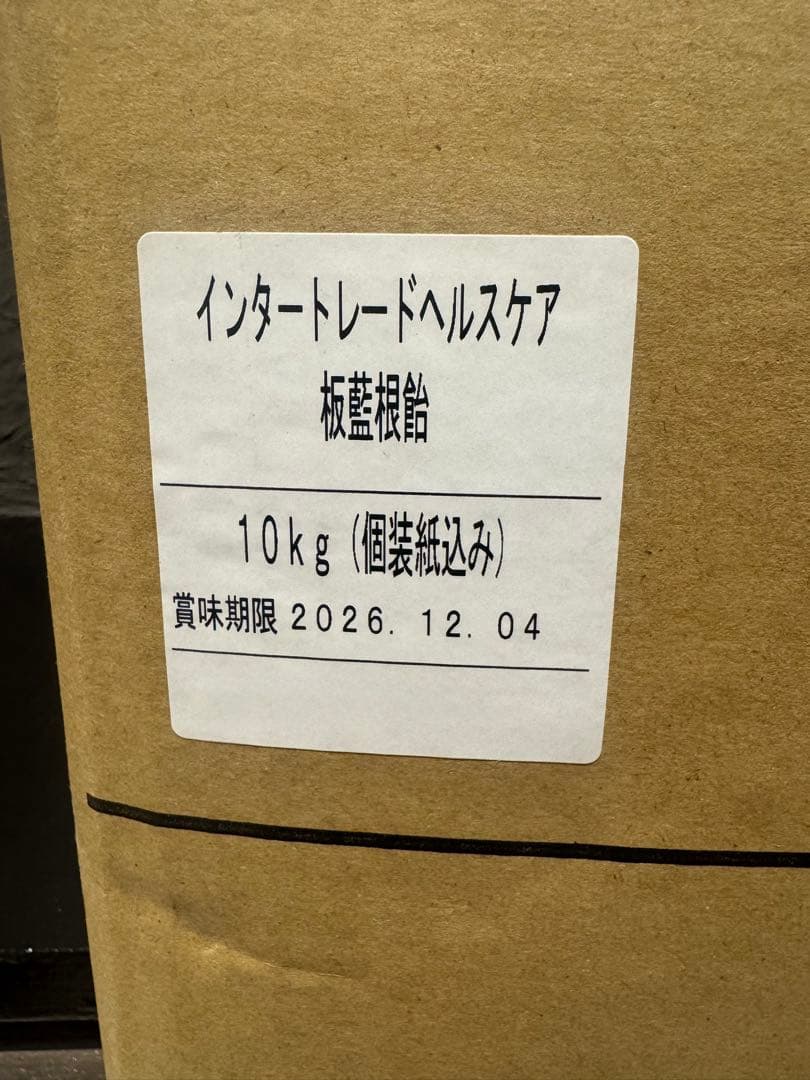 インタートレードヘルスケア
板藍根飴
10kg(個装紙込み)
賞味期限 2026. 12. 04